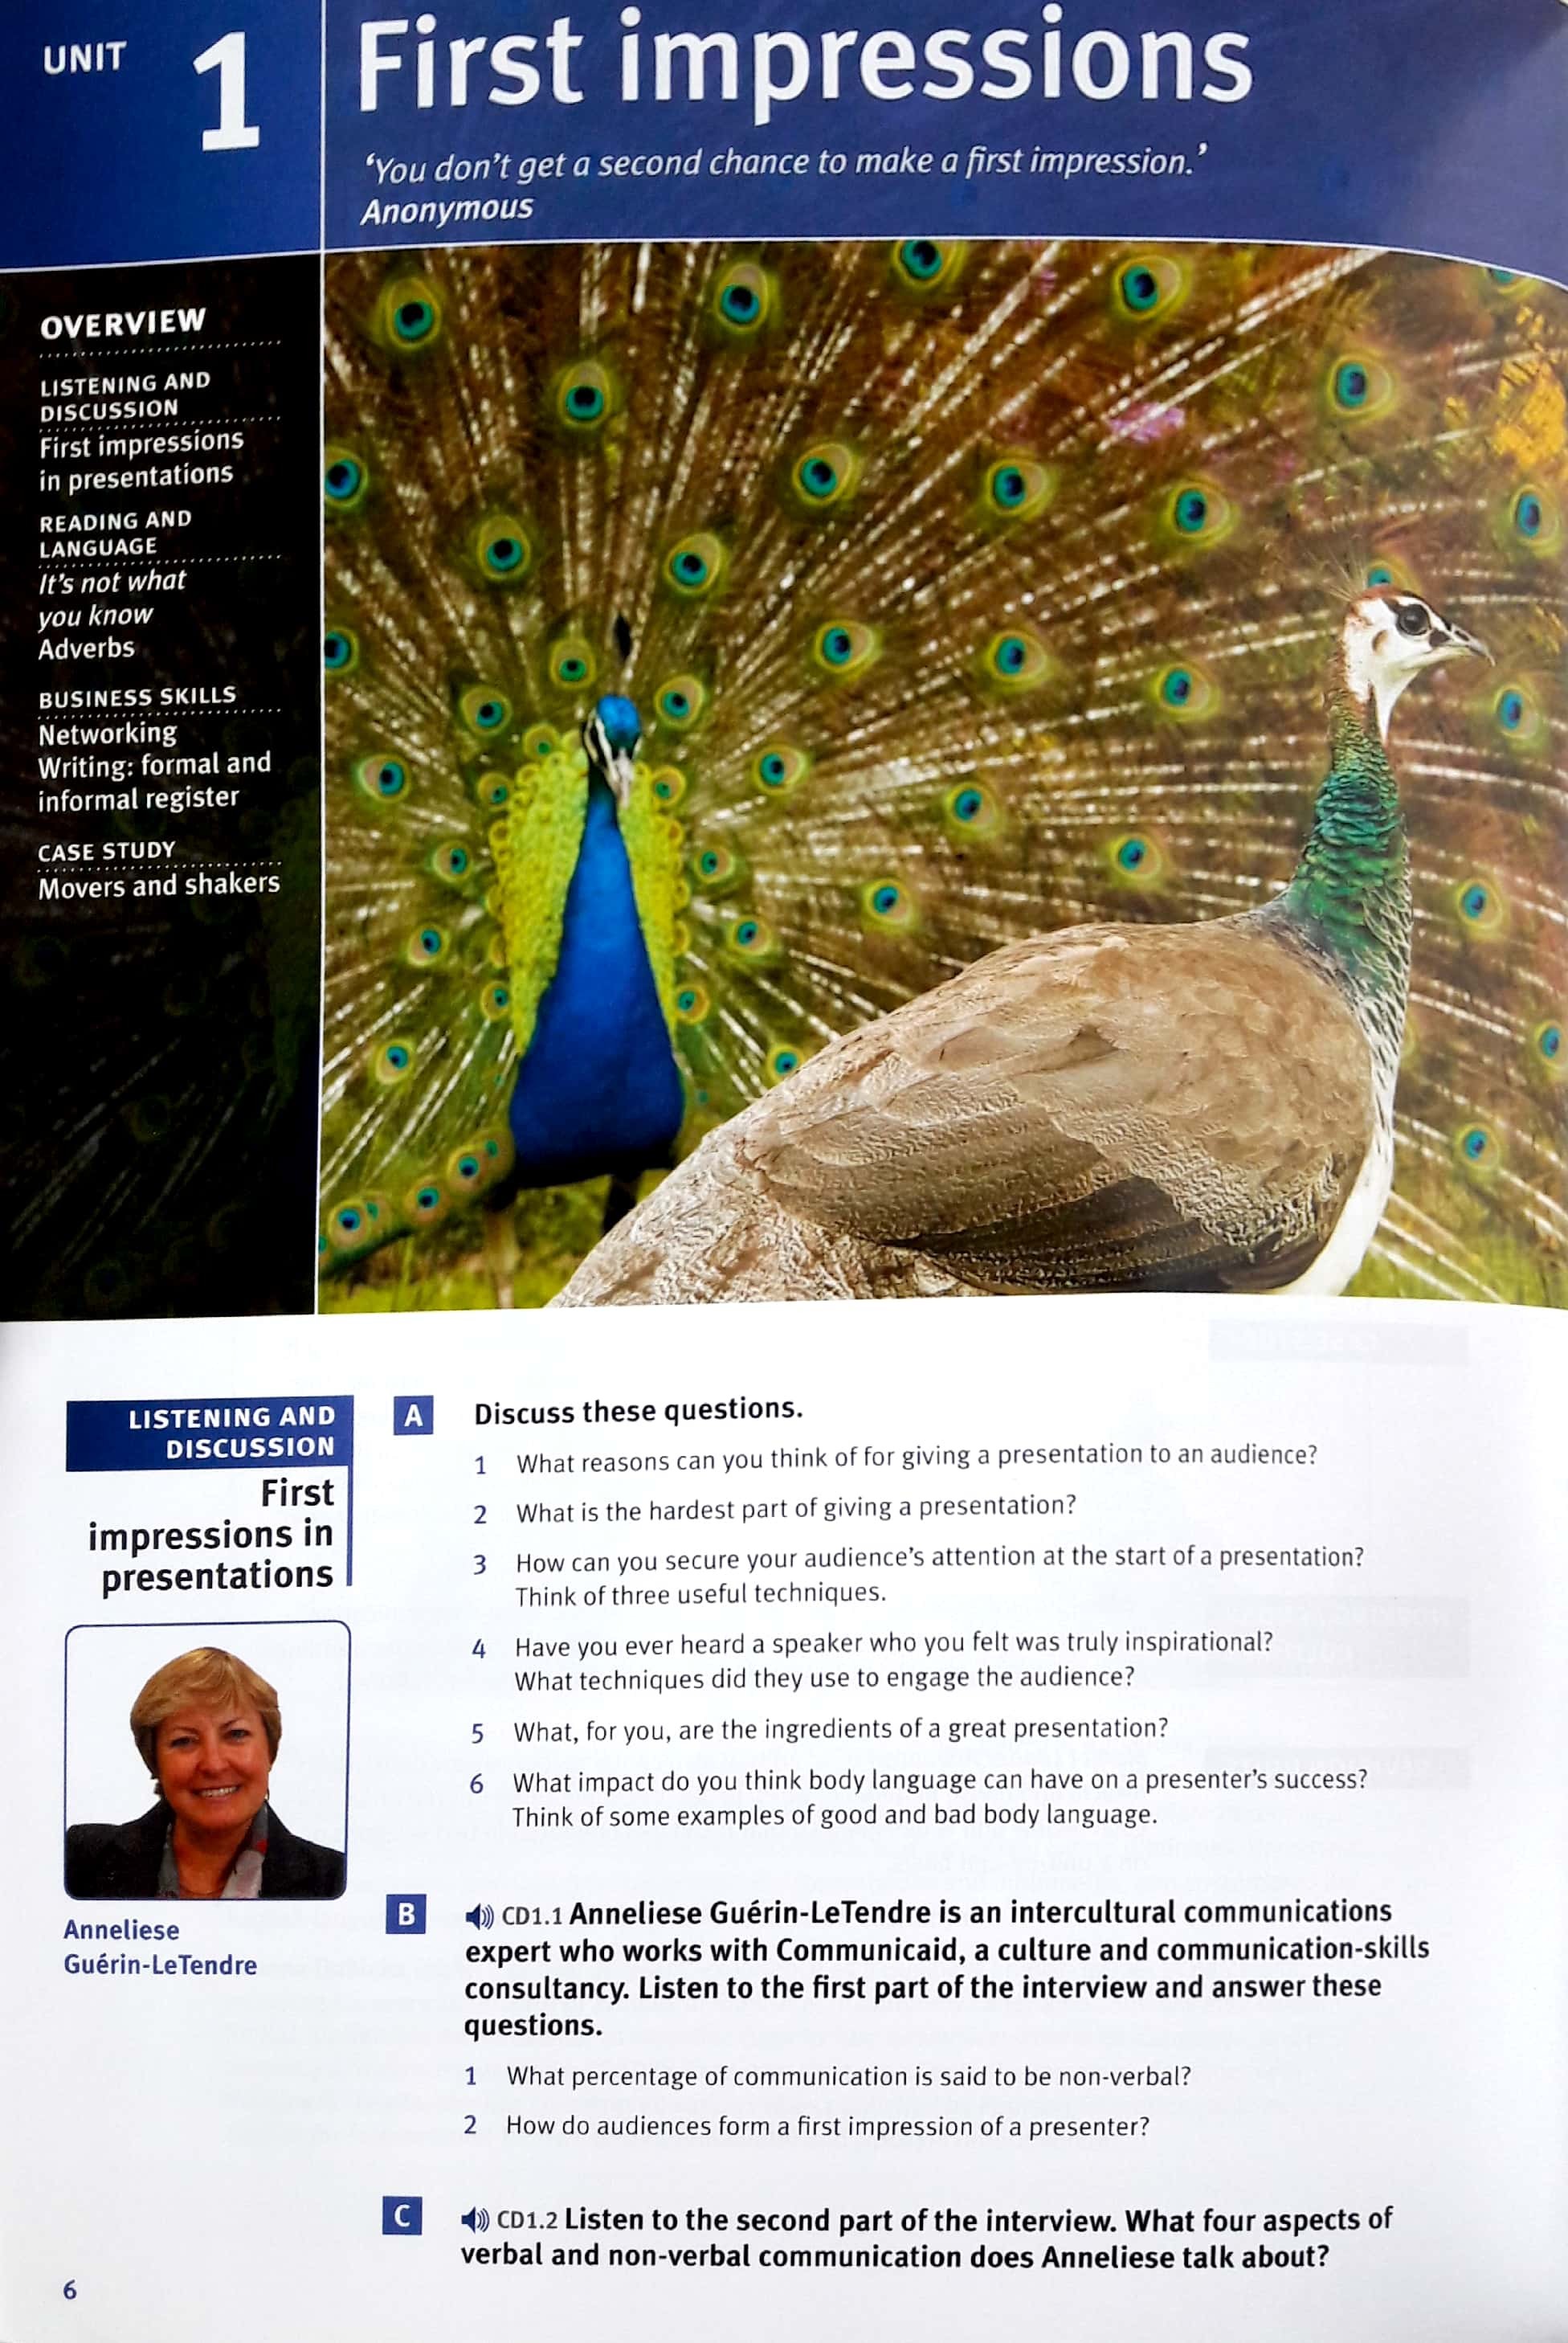 UNIT 1
First impressions
‘You don’t get a second chance to make a first impression.’
Anonymous
OVERVIEW
LISTENING AND
DISCUSSION
First impressions
in presentations
READING AND
LANGUAGE
It’s not what
you know
Adverbs
BUSINESS SKILLS
Networking
Writing: formal and
informal register
CASE STUDY
Movers and shakers
LISTENING AND
DISCUSSION
First
impressions in
presentations
Anneliese
Guérin-LeTendre
A Discuss these questions.
1 What reasons can you think of for giving a presentation to an audience?
2 What is the hardest part of giving a presentation?
3 How can you secure your audience’s attention at the start of a presentation?
Think of three useful techniques.
4 Have you ever heard a speaker who you felt was truly inspirational?
What techniques did they use to engage the audience?
5 What, for you, are the ingredients of a great presentation?
6 What impact do you think body language can have on a presenter’s success?
Think of some examples of good and bad body language.
B CD1.1 Anneliese Guérin-LeTendre is an intercultural communications
expert who works with Communicaid, a culture and communication-skills
consultancy. Listen to the first part of the interview and answer these
questions.
1 What percentage of communication is said to be non-verbal?
2 How do audiences form a first impression of a presenter?
C CD1.2 Listen to the second part of the interview. What four aspects of
verbal and non-verbal communication does Anneliese talk about?
6